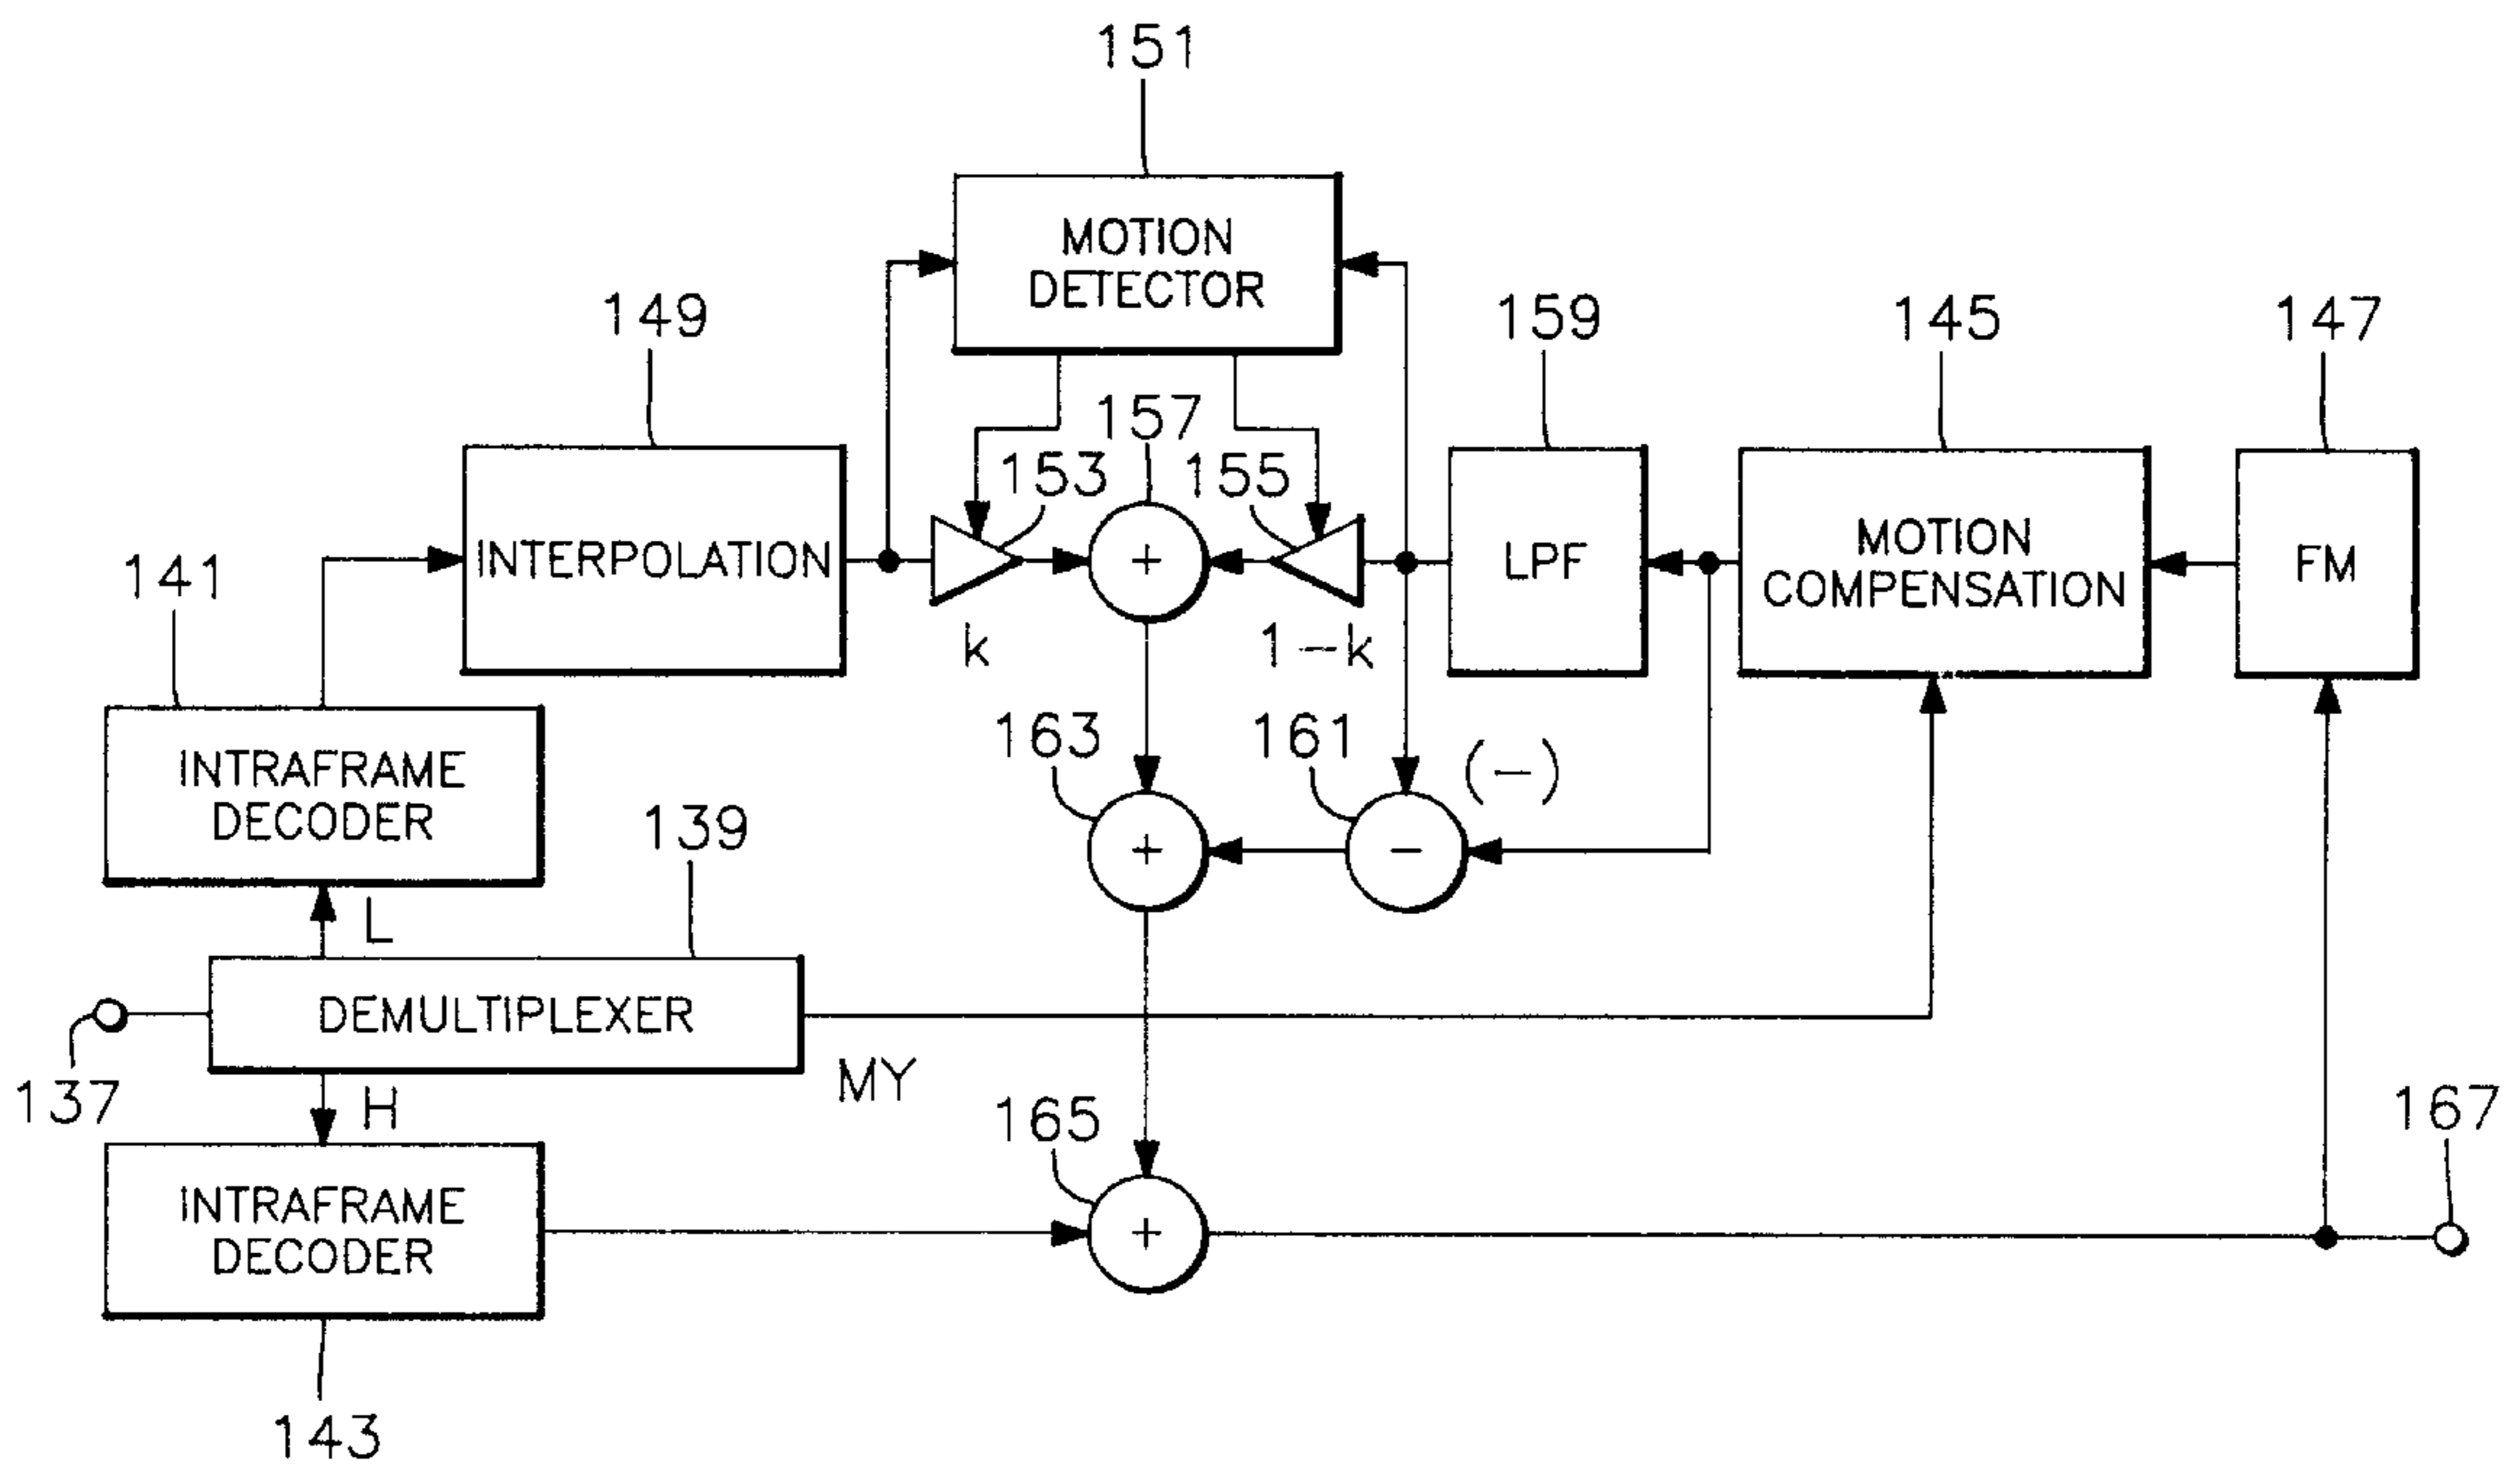 151
MOTION
DETECTOR
149
159
145
147
157
153
155
INTERPOLATION
+
LPF
MOTION
COMPENSATION
FM
141
k
1-k
163
161
(-)
INTRAFRAME
DECODER
139
+
-
L
DEMULTIPLEXER
137
H
MY
165
167
INTRAFRAME
DECODER
+
143